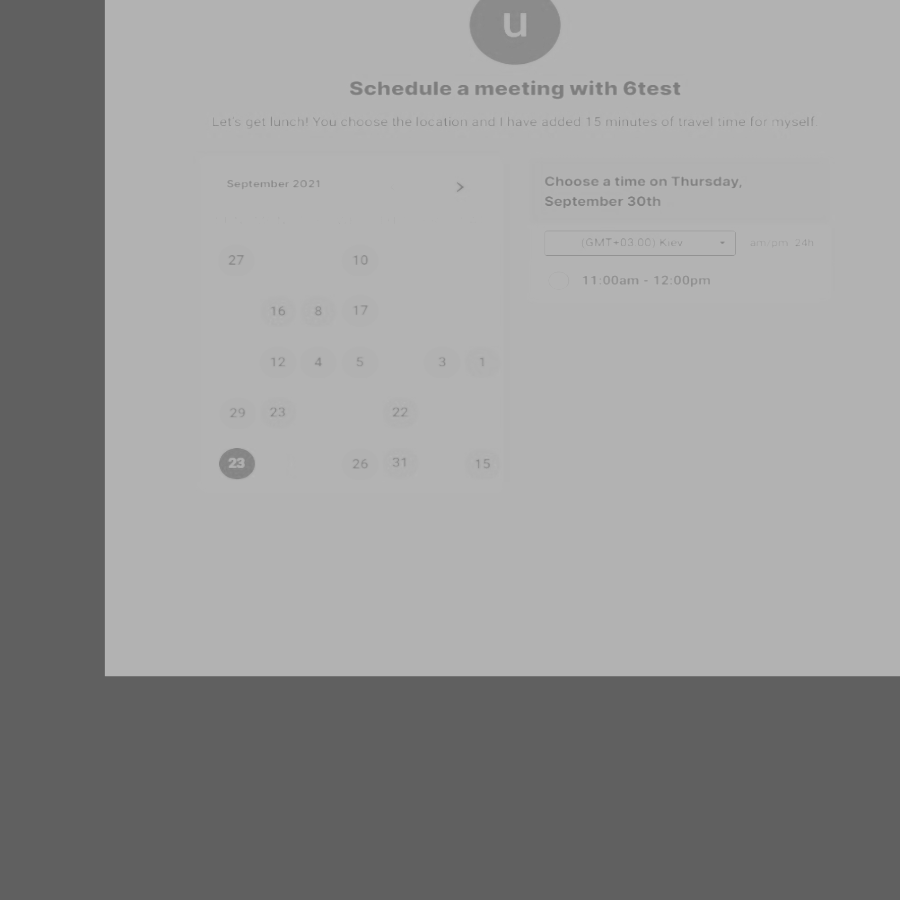 u
Schedule a meeting with 6test
Let's get lunch! You choose the location and I have added 15 minutes of travel time for myself.
September 2021 >
27 10
16 8 17
12 4 5 3 1
29 23 22
23 26 31 15
Choose a time on Thursday,
September 30th
(GMT+03:00) Kiev am/pm 24h
11:00am - 12:00pm